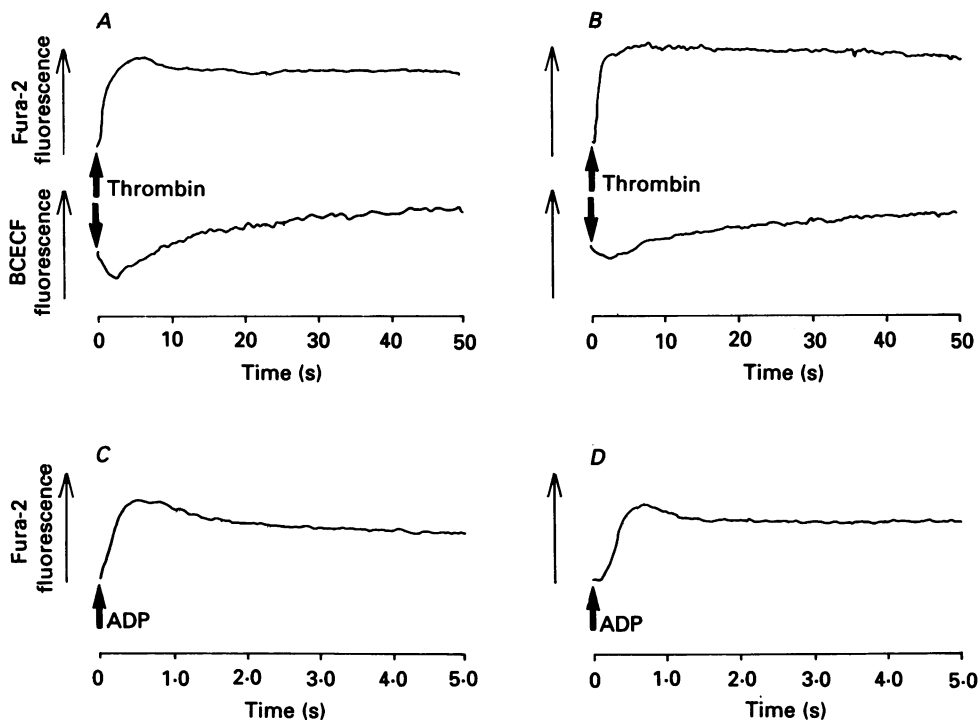 A
B
Fura-2
fluorescence
Thrombin
Thrombin
BCECF
fluorescence
0 10 20 30 40 50
Time (s)
0 10 20 30 40 50
Time (s)
C
D
Fura-2
fluorescence
ADP
ADP
0 1·0 2·0 3·0 4·0 5·0
Time (s)
0 1·0 2·0 3·0 4·0 5·0
Time (s)